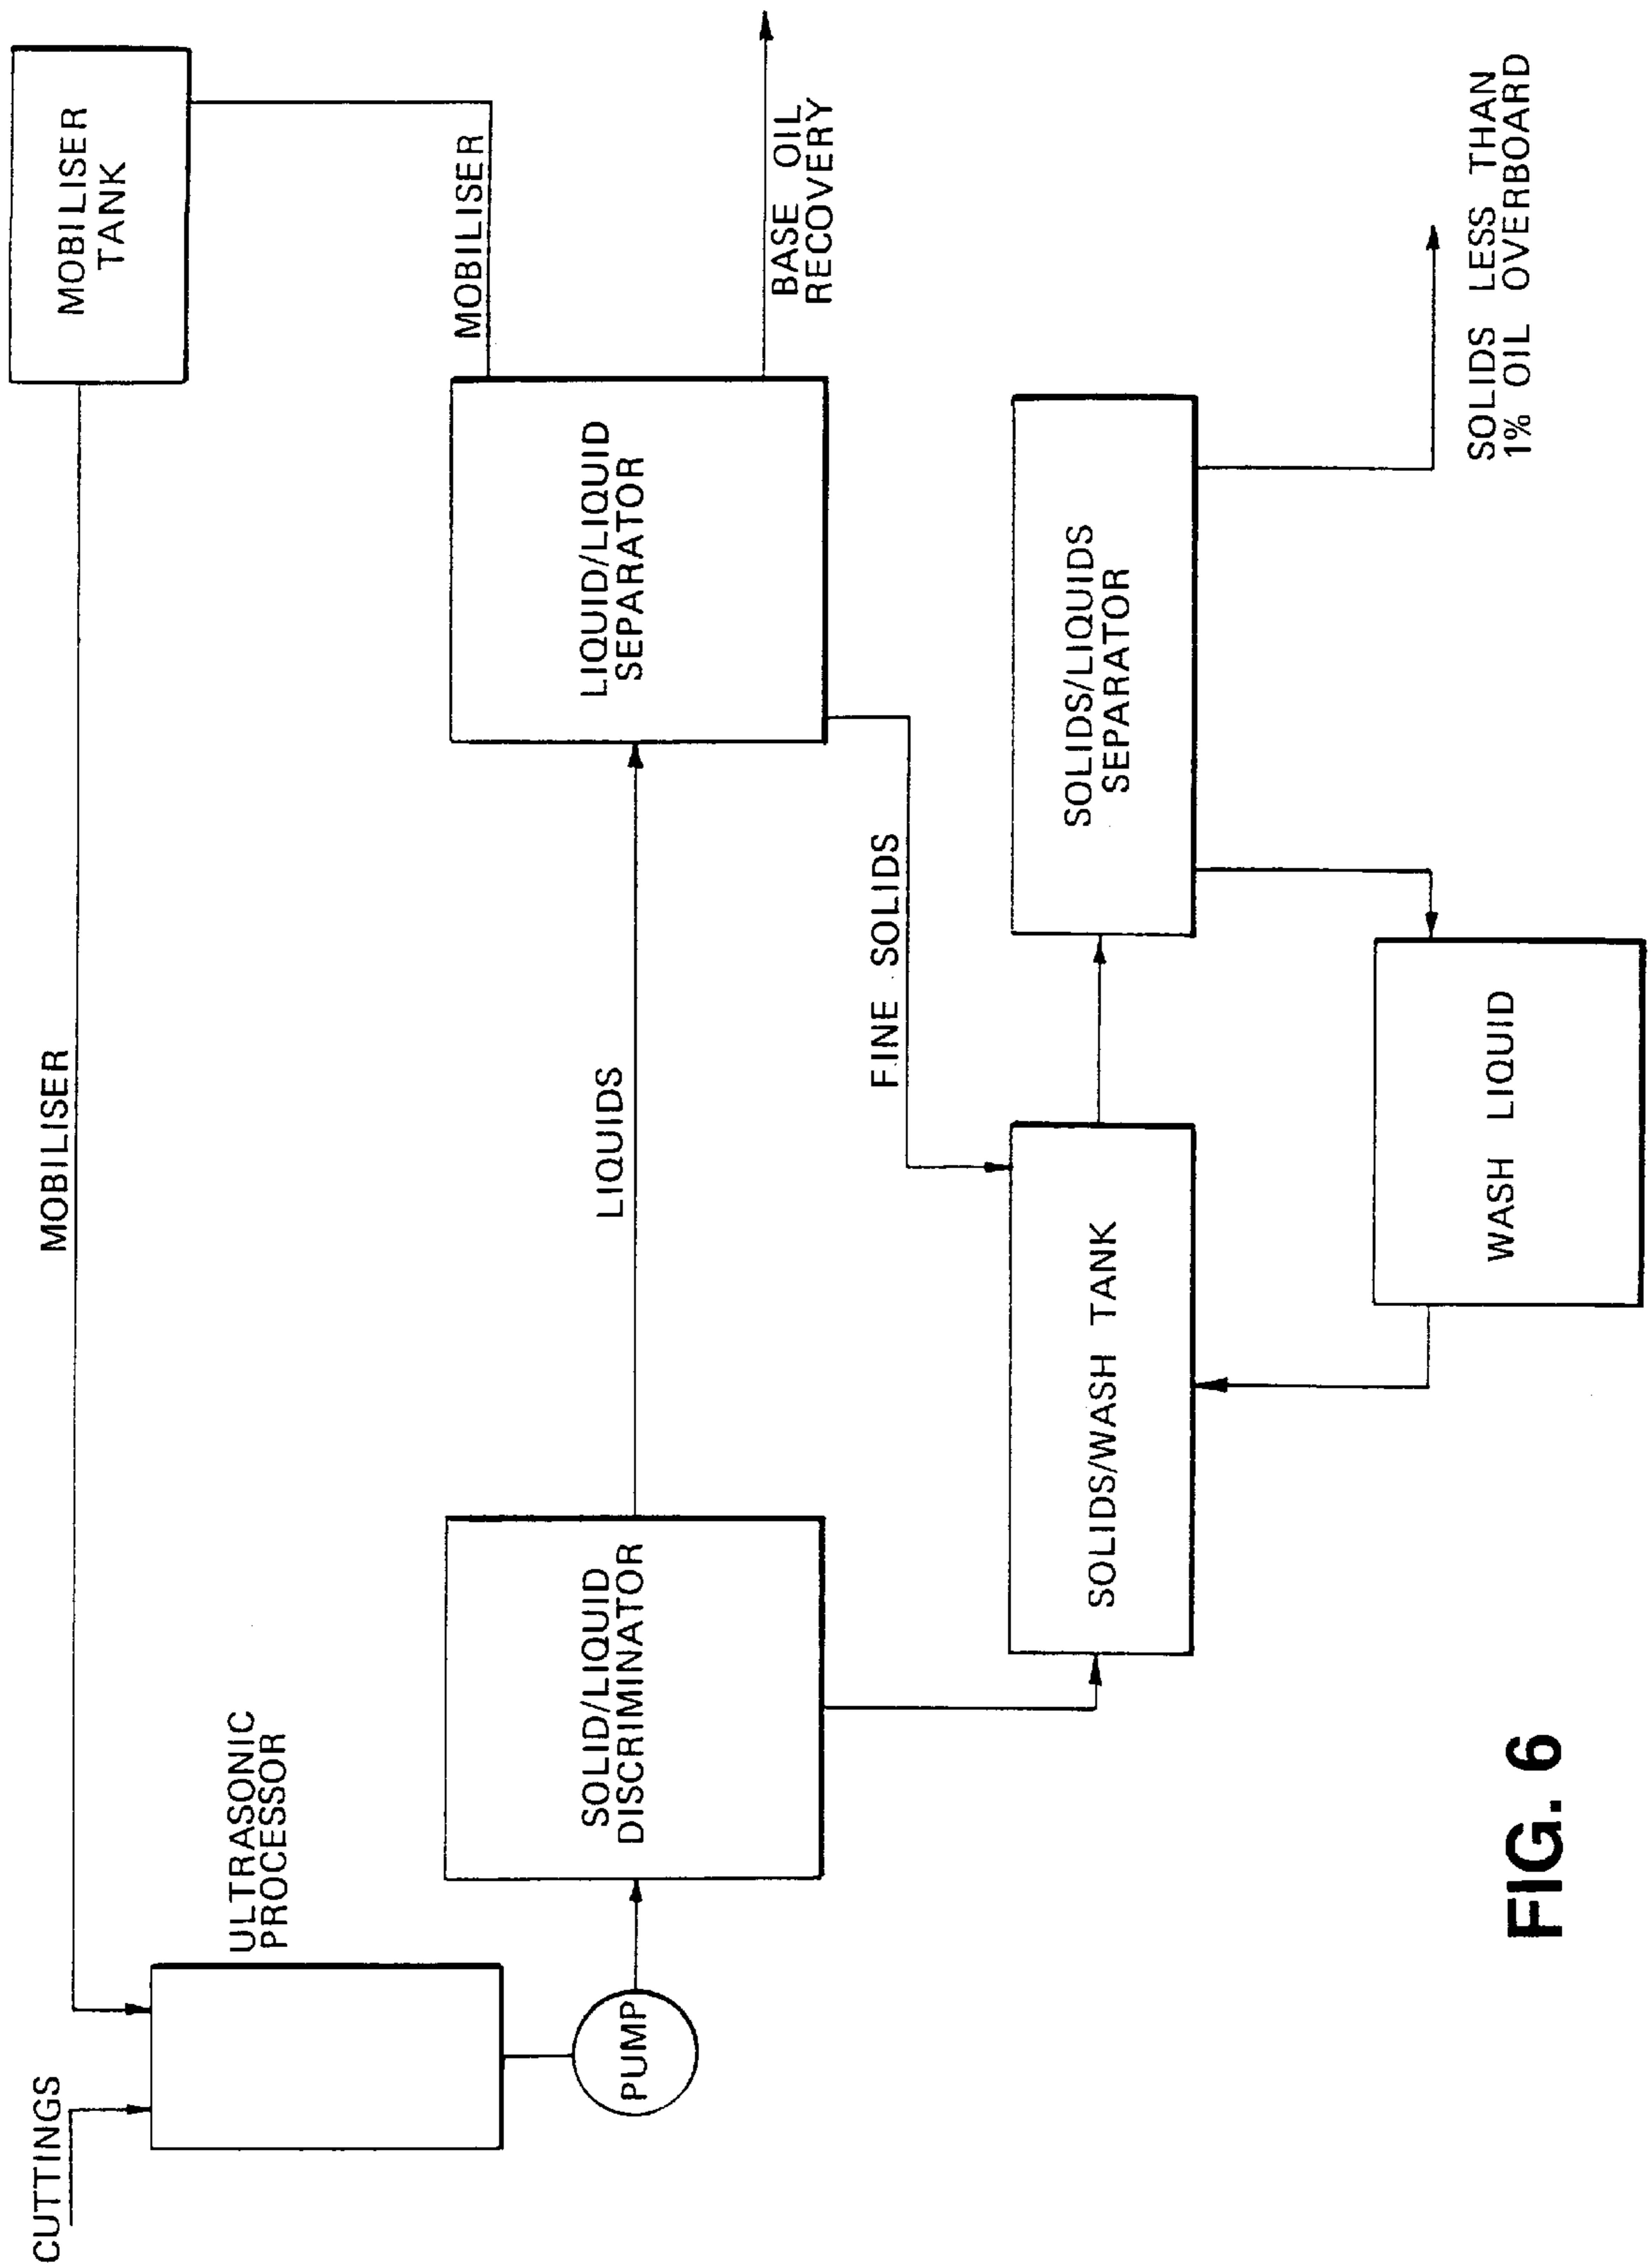 CUTTINGS
MOBILISER
MOBILISER
TANK
ULTRASONIC
PROCESSOR
MOBILISER
PUMP
SOLID/LIQUID
DISCRIMINATOR
LIQUIDS
LIQUID/LIQUID
SEPARATOR
BASE OIL
RECOVERY
FINE SOLIDS
SOLIDS/WASH TANK
SOLIDS/LIQUIDS
SEPARATOR
WASH LIQUID
SOLIDS LESS THAN
1% OIL OVERBOARD
FIG. 6